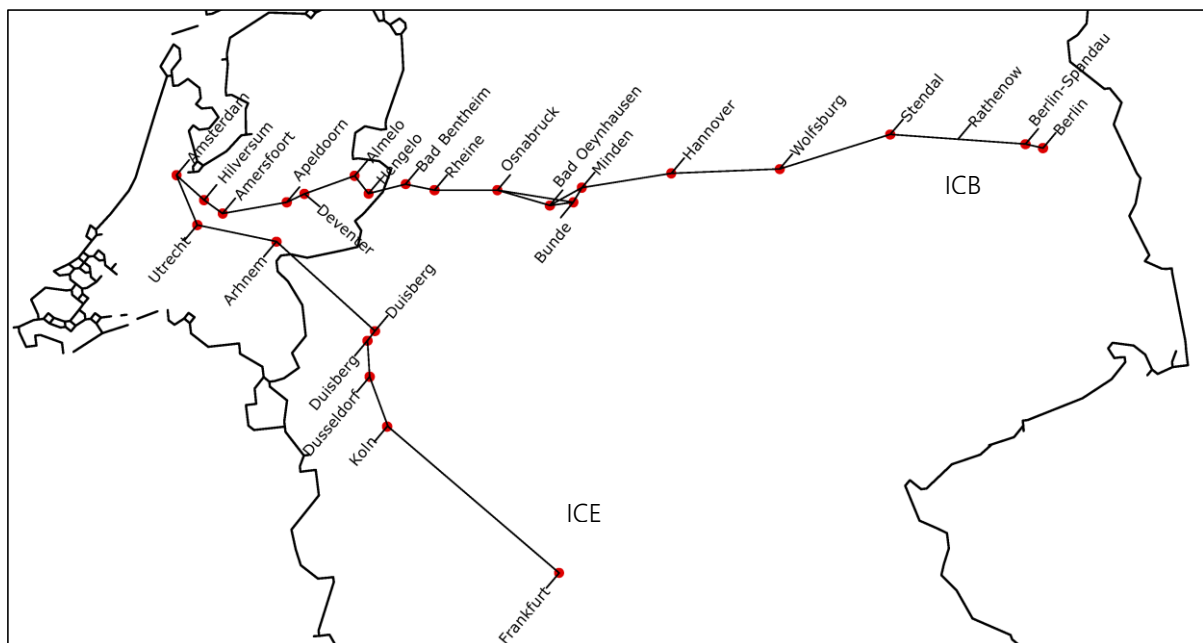 Amsterdam
Hilversum
Amersfoort
Apeldoorn
Deventer
Almelo
Hengelo
Bad Bentheim
Rheine
Osnabruck
Bad Oeynhausen
Bunde
Minden
Hannover
Wolfsburg
Stendal
Rathenow
Berlin-Spandau
Berlin
ICB
Utrecht
Arhnem
Duisberg
Duisberg
Dusseldorf
Koln
ICE
Frankfurt